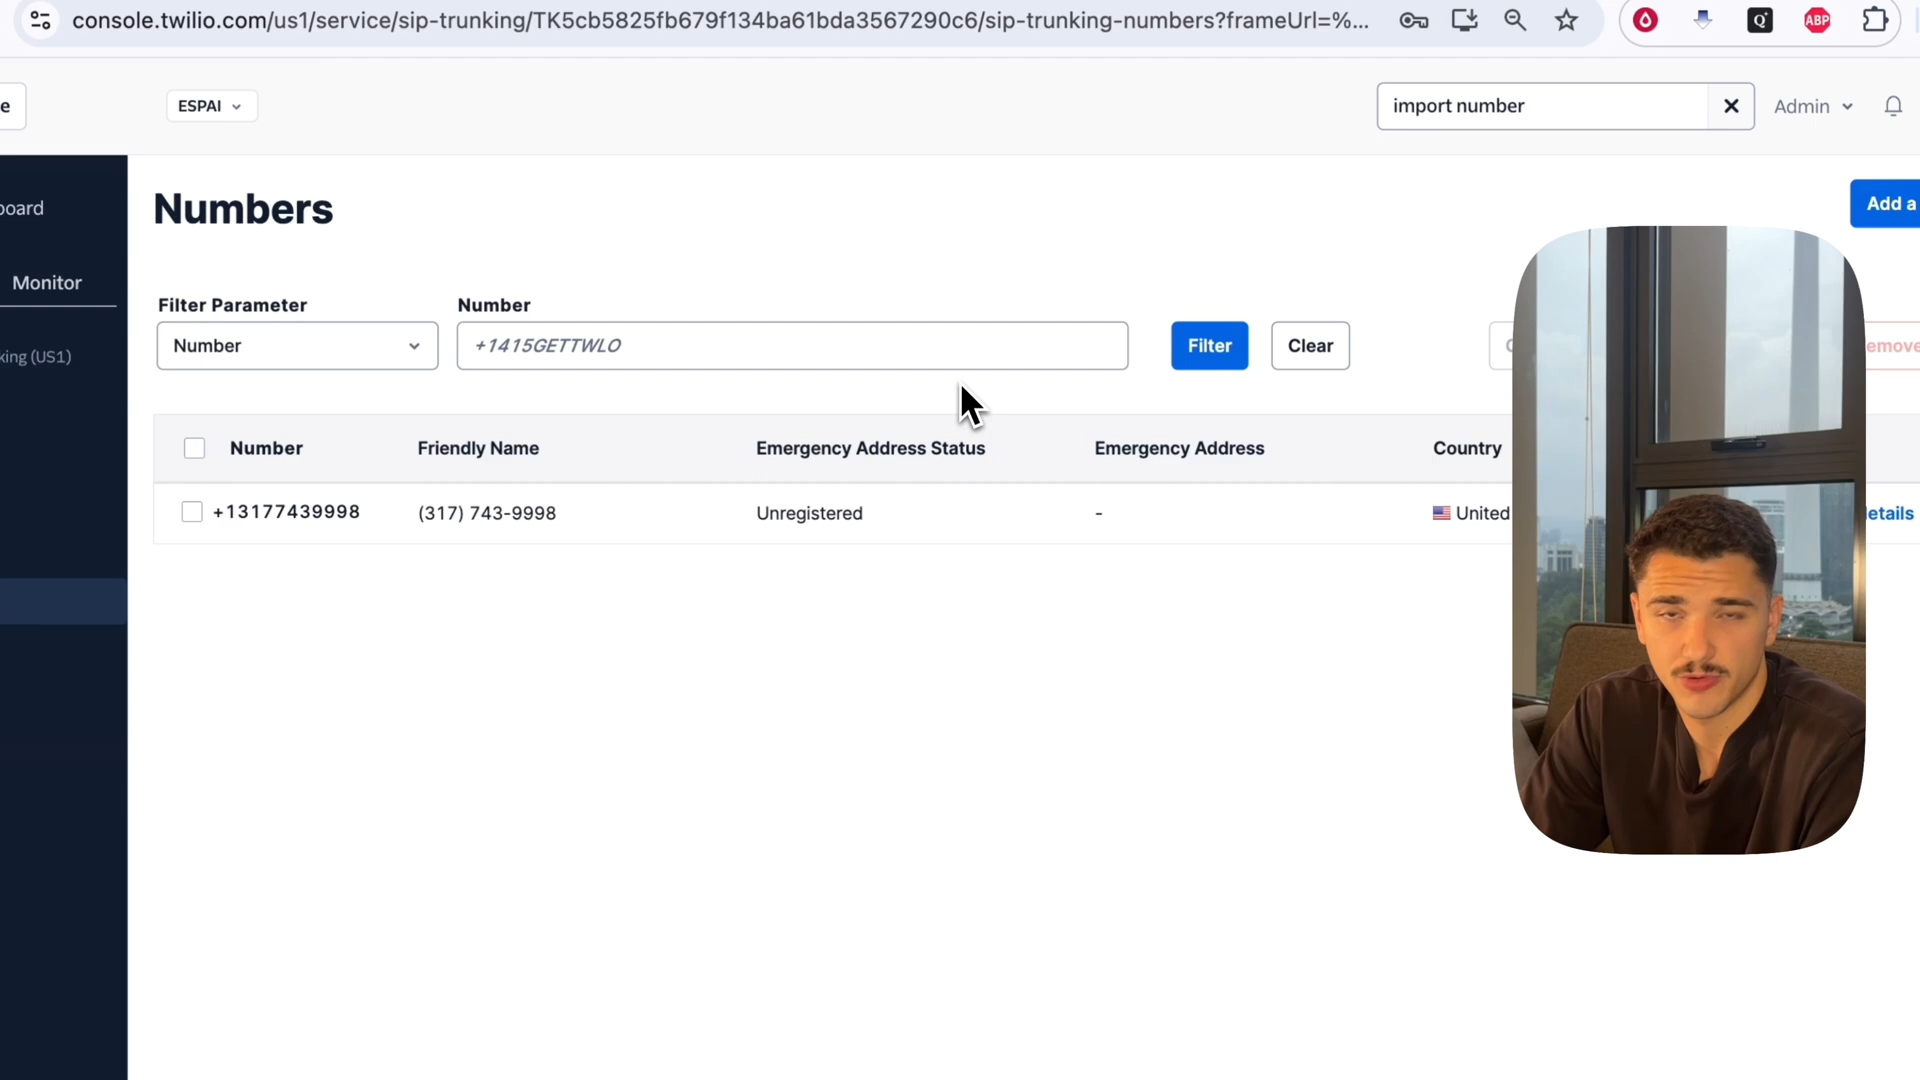 console.twilio.com/us1/service/sip-trunking/TK5cb5825fb679f134ba61bda3567290c6/sip-trunking-numbers?frameUrl=%...
Q
ABP
e
ESPAI
import number
Admin
board
Numbers
Add a
Monitor
Filter Parameter
Number
Number
+1415GETTWLO
Filter
Clear
emove
king (US1)
Number
Friendly Name
Emergency Address Status
Emergency Address
Country
+13177439998
(317) 743-9998
Unregistered
-
United
etails